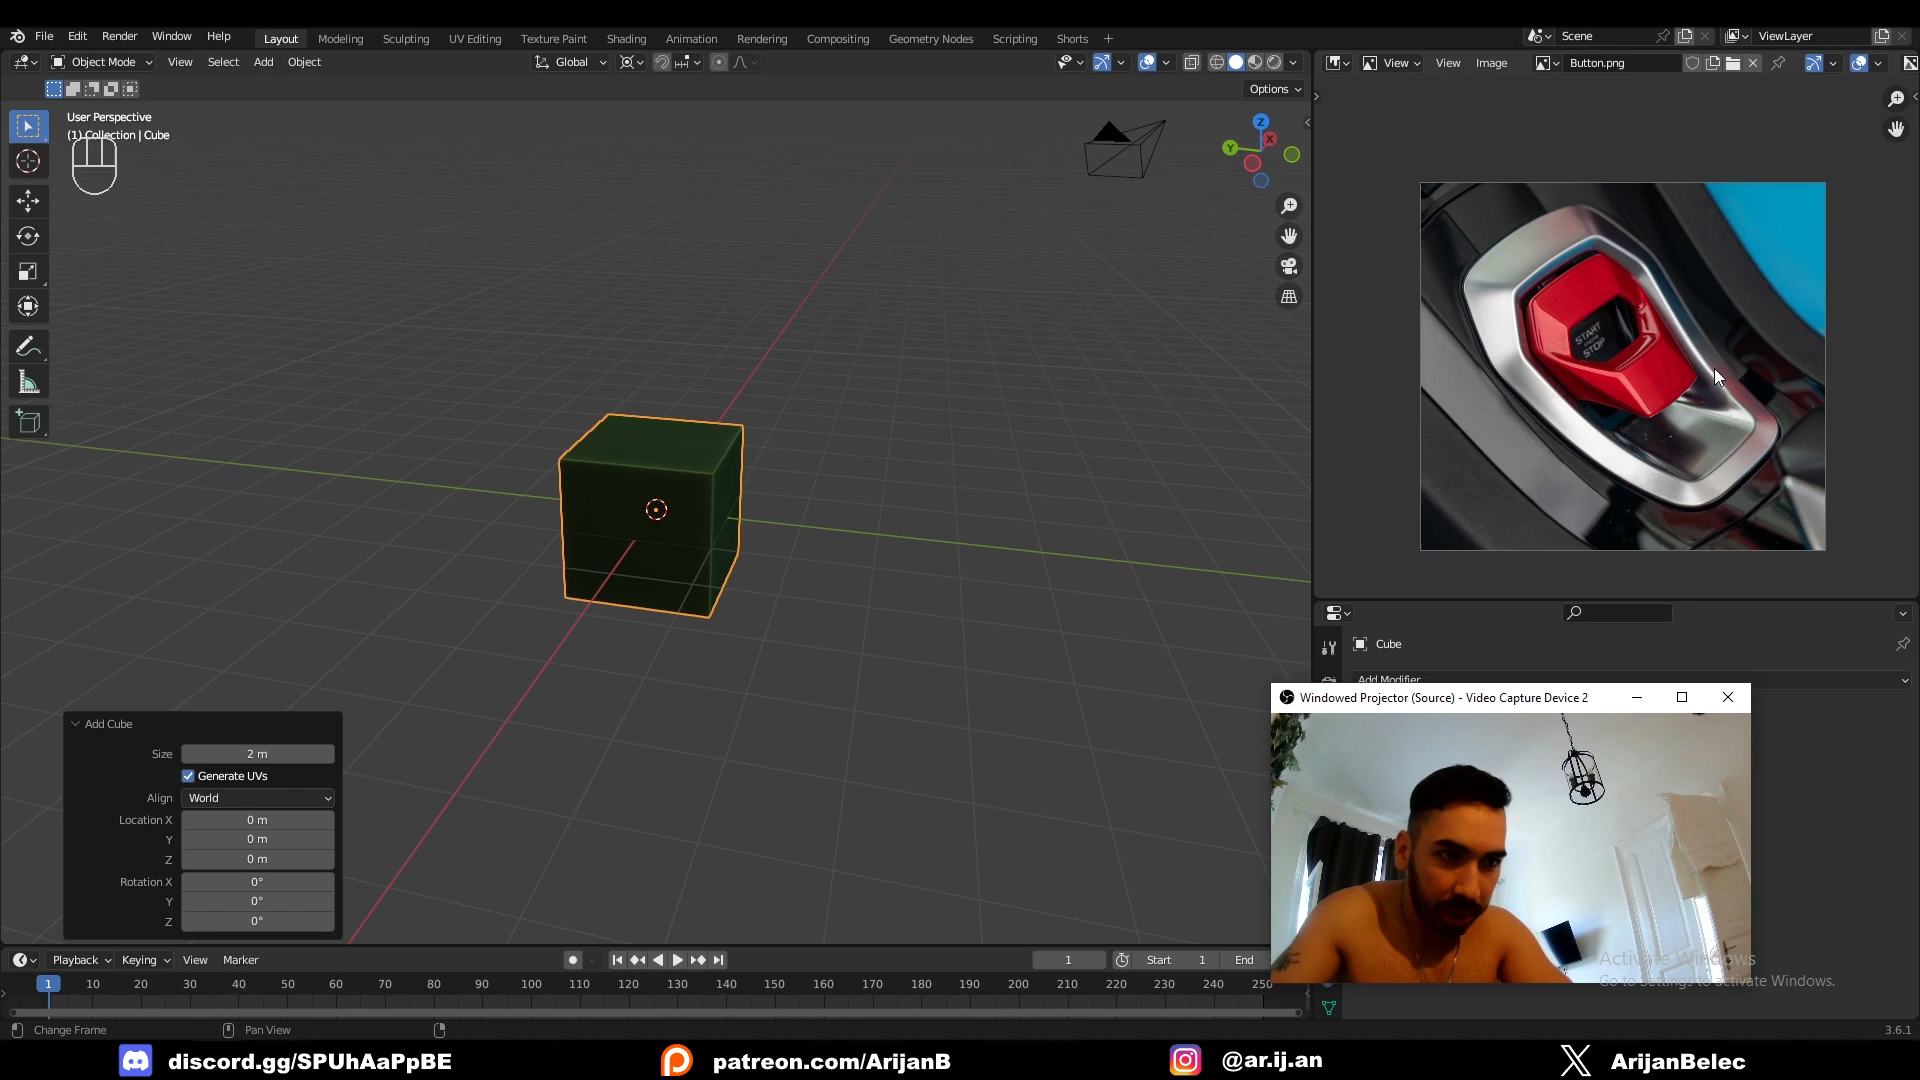 File Edit Render Window Help Layout Modeling Sculpting UV Editing Texture Paint Shading Animation Rendering Compositing Geometry Nodes Scripting Shorts + Scene ViewLayer
Object Mode View Select Add Object Global View View Image Button.png
Options
User Perspective
(1) Collection | Cube
Z
X
Y
START
ENGINE
STOP
Cube
Add Modifier
Windowed Projector (Source) - Video Capture Device 2
Add Cube
Size 2 m
Generate UVs
Align World
Location X 0 m
Y 0 m
Z 0 m
Rotation X 0°
Y 0°
Z 0°
Activate Windows
Go to Settings to activate Windows.
Playback Keying View Marker 1 Start 1 End
1 10 20 30 40 50 60 70 80 90 100 110 120 130 140 150 160 170 180 190 200 210 220 230 240 250
Change Frame Pan View 3.6.1
discord.gg/SPUhAaPpBE patreon.com/ArijanB @ar.ij.an ArijanBelec